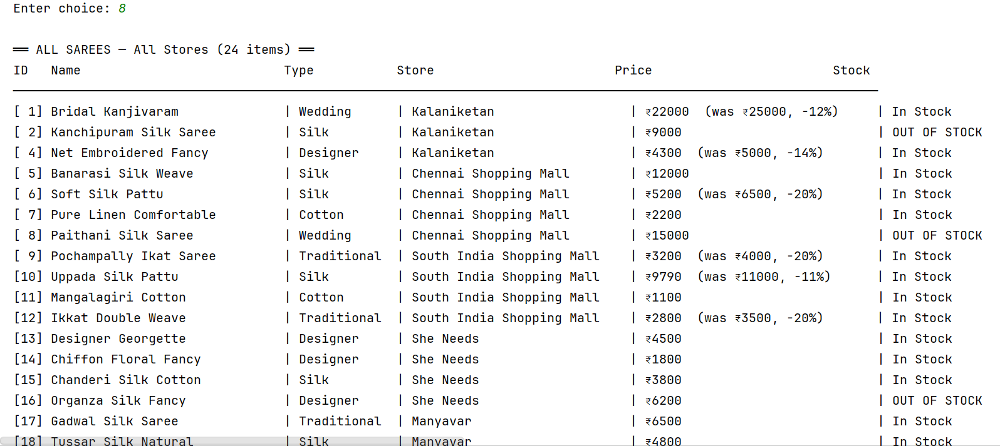 Enter choice: 8
== ALL SAREES — All Stores (24 items) ==
ID   Name                           Type           Store                        Price                        Stock
[ 1] Bridal Kanjivaram              | Wedding      | Kalaniketan                  | ₹22000  (was ₹25000, -12%)     | In Stock
[ 2] Kanchipuram Silk Saree         | Silk         | Kalaniketan                  | ₹9000                          | OUT OF STOCK
[ 4] Net Embroidered Fancy          | Designer     | Kalaniketan                  | ₹4300  (was ₹5000, -14%)       | In Stock
[ 5] Banarasi Silk Weave            | Silk         | Chennai Shopping Mall        | ₹12000                         | In Stock
[ 6] Soft Silk Pattu                | Silk         | Chennai Shopping Mall        | ₹5200  (was ₹6500, -20%)       | In Stock
[ 7] Pure Linen Comfortable         | Cotton       | Chennai Shopping Mall        | ₹2200                          | In Stock
[ 8] Paithani Silk Saree            | Wedding      | Chennai Shopping Mall        | ₹15000                         | OUT OF STOCK
[ 9] Pochampally Ikat Saree         | Traditional  | South India Shopping Mall    | ₹3200  (was ₹4000, -20%)       | In Stock
[10] Uppada Silk Pattu              | Silk         | South India Shopping Mall    | ₹9790  (was ₹11000, -11%)      | In Stock
[11] Mangalagiri Cotton             | Cotton       | South India Shopping Mall    | ₹1100                          | In Stock
[12] Ikkat Double Weave             | Traditional  | South India Shopping Mall    | ₹2800  (was ₹3500, -20%)       | In Stock
[13] Designer Georgette             | Designer     | She Needs                    | ₹4500                          | In Stock
[14] Chiffon Floral Fancy           | Designer     | She Needs                    | ₹1800                          | In Stock
[15] Chanderi Silk Cotton           | Silk         | She Needs                    | ₹3800                          | In Stock
[16] Organza Silk Fancy             | Designer     | She Needs                    | ₹6200                          | OUT OF STOCK
[17] Gadwal Silk Saree              | Traditional  | Manyavar                     | ₹6500                          | In Stock
[18] Tussar Silk Natural            | Silk         | Manyavar                     | ₹4800                          | In Stock